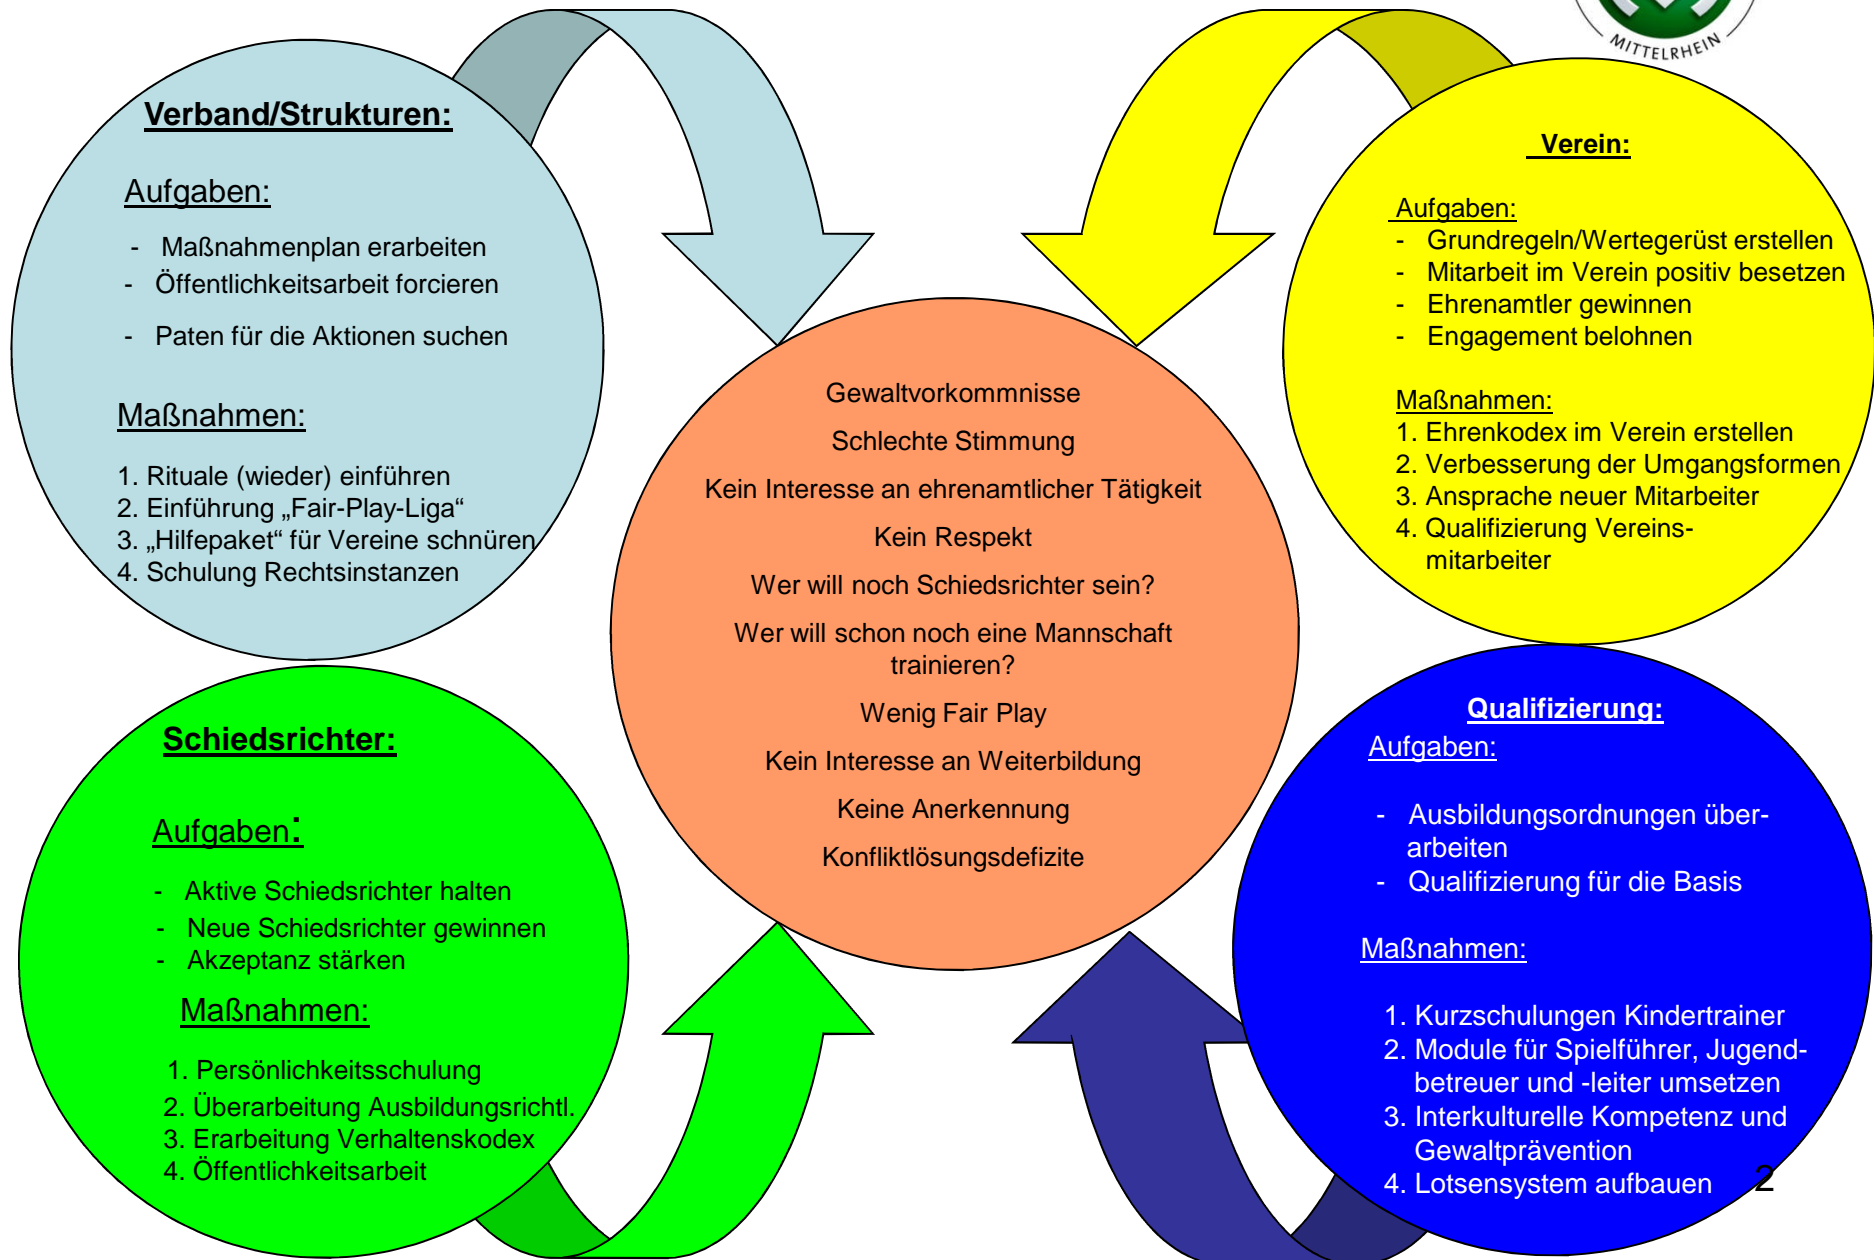 MITTELRHEIN
Verband/Strukturen:
Aufgaben:
- Maßnahmenplan erarbeiten
- Öffentlichkeitsarbeit forcieren
- Paten für die Aktionen suchen
Maßnahmen:
1. Rituale (wieder) einführen
2. Einführung „Fair-Play-Liga“
3. „Hilfepaket“ für Vereine schnüren
4. Schulung Rechtsinstanzen
Verein:
Aufgaben:
- Grundregeln/Wertegerüst erstellen
- Mitarbeit im Verein positiv besetzen
- Ehrenamtler gewinnen
- Engagement belohnen
Maßnahmen:
1. Ehrenkodex im Verein erstellen
2. Verbesserung der Umgangsformen
3. Ansprache neuer Mitarbeiter
4. Qualifizierung Vereins-
mitarbeiter
Gewaltvorkommnisse
Schlechte Stimmung
Kein Interesse an ehrenamtlicher Tätigkeit
Kein Respekt
Wer will noch Schiedsrichter sein?
Wer will schon noch eine Mannschaft
trainieren?
Wenig Fair Play
Kein Interesse an Weiterbildung
Keine Anerkennung
Konfliktlösungsdefizite
Schiedsrichter:
Aufgaben:
- Aktive Schiedsrichter halten
- Neue Schiedsrichter gewinnen
- Akzeptanz stärken
Maßnahmen:
1. Persönlichkeitsschulung
2. Überarbeitung Ausbildungsrichtl.
3. Erarbeitung Verhaltenskodex
4. Öffentlichkeitsarbeit
Qualifizierung:
Aufgaben:
- Ausbildungsordnungen über-
arbeiten
- Qualifizierung für die Basis
Maßnahmen:
1. Kurzschulungen Kindertrainer
2. Module für Spielführer, Jugend-
betreuer und -leiter umsetzen
3. Interkulturelle Kompetenz und
Gewaltprävention
4. Lotsensystem aufbauen
2